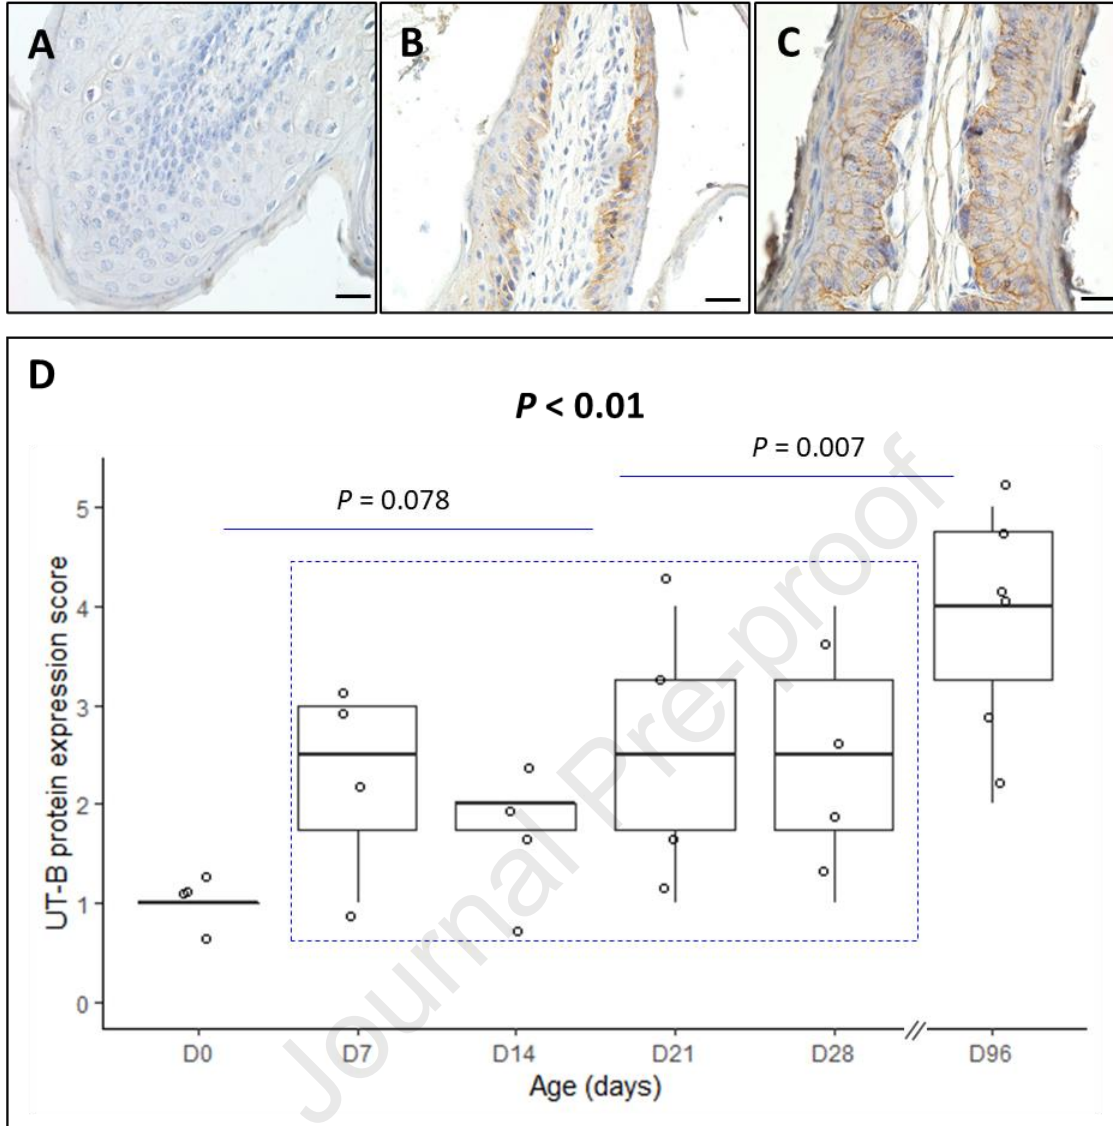 A
B
C
D
P < 0.01
P = 0.007
P = 0.078
UT-B protein expression score
5
4
3
2
1
0
D0 D7 D14 D21 D28 D96
Age (days)
Journal Pre-proof